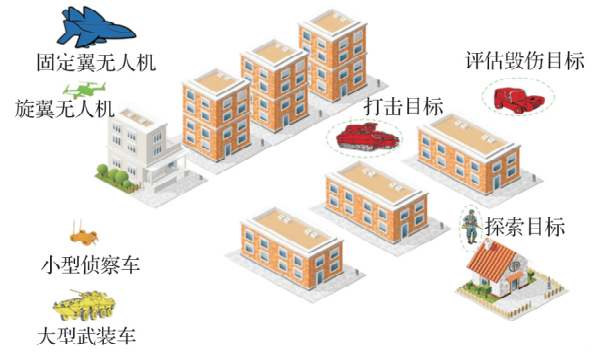 固定翼无人机
旋翼无人机
评估毁伤目标
打击目标
探索目标
小型侦察车
大型武装车